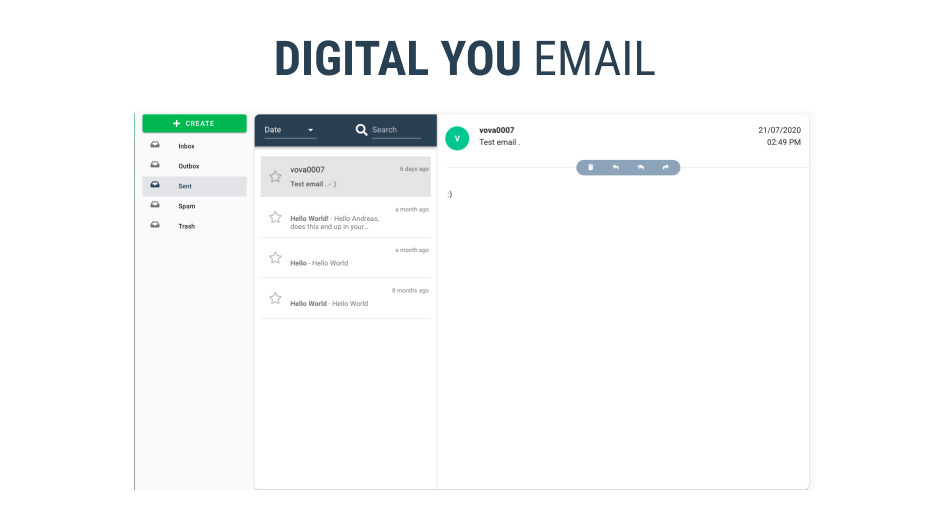 DIGITAL YOU EMAIL
CREATE
Inbox
Outbox
Sent
Spam
Trash
Date
Search
vova0007
6 days ago
Test email . - :)
a month ago
Hello World! - Hello Andreas,
does this end up in your...
a month ago
Hello - Hello World
8 months ago
Hello World - Hello World
V
vova0007
21/07/2020
Test email .
02:49 PM
:)